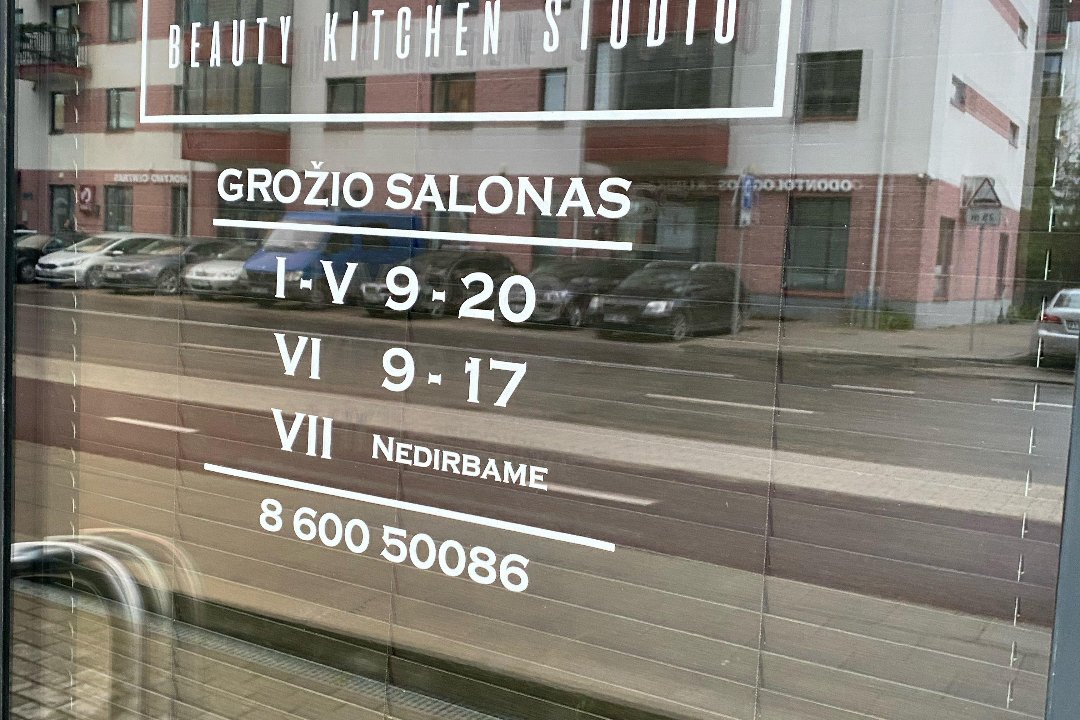 BEAUTY KITCHEN STUDIO
GROŽIO SALONAS
I - V 9 - 20
VI 9 - 17
VII NEDIRBAME
8 600 50086